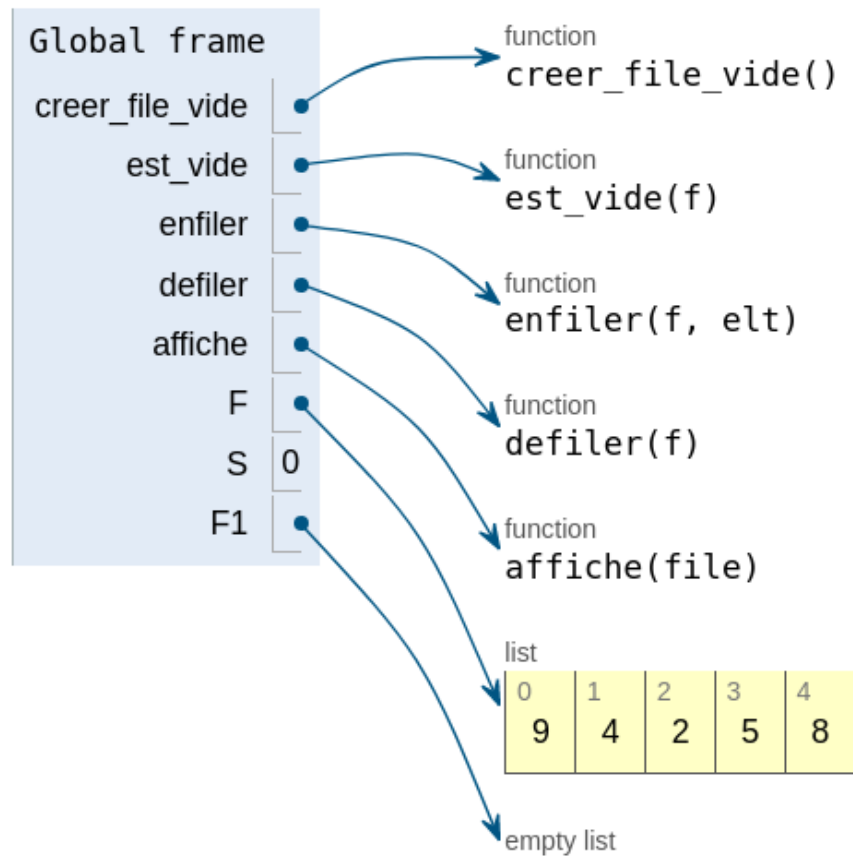 Global frame
creer_file_vide
est_vide
enfiler
defiler
affiche
F
S 0
F1
function
creer_file_vide()
function
est_vide(f)
function
enfiler(f, elt)
function
defiler(f)
function
affiche(file)
list
0 1 2 3 4
9 4 2 5 8
empty list